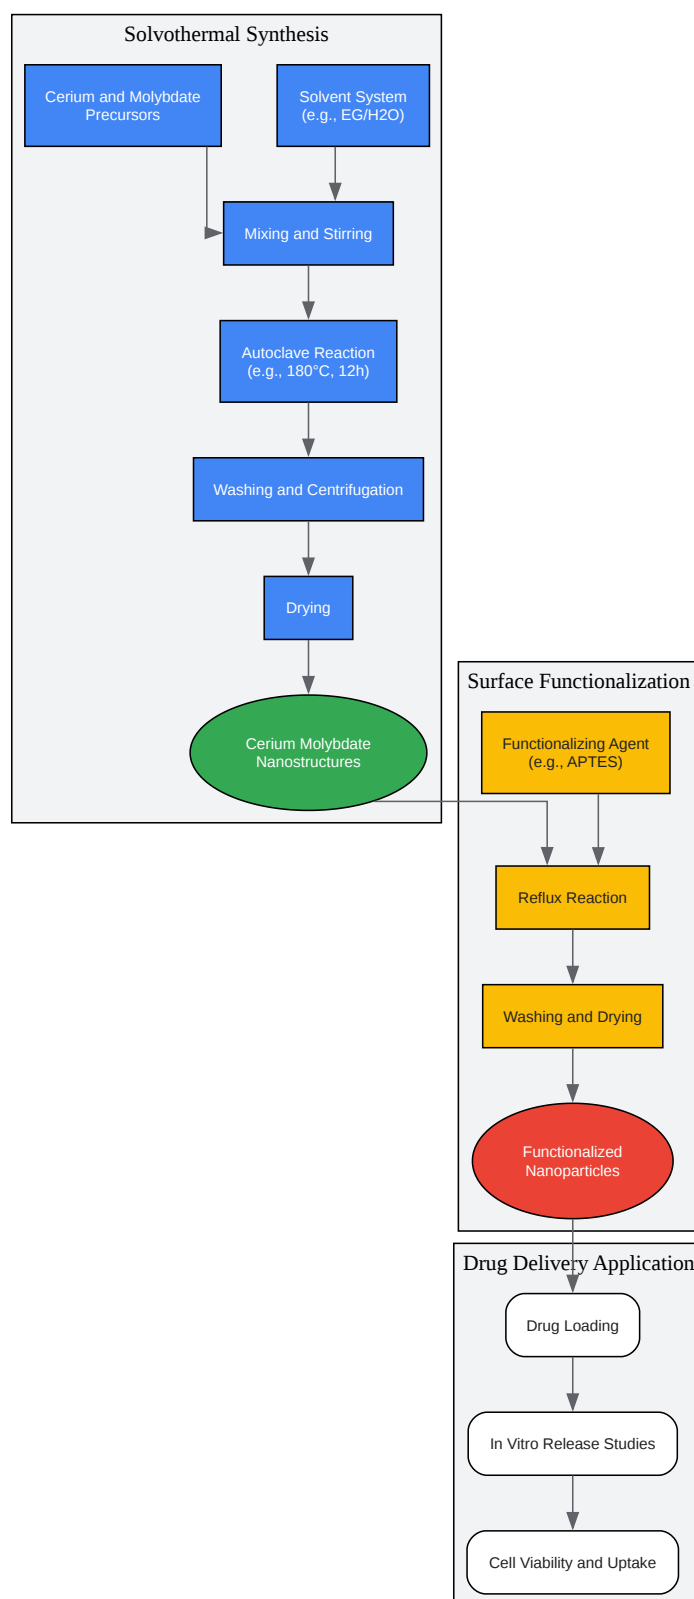 Solvothermal Synthesis
Cerium and Molybdate
Precursors
Solvent System
(e.g., EG/H2O)
Mixing and Stirring
Autoclave Reaction
(e.g., 180°C, 12h)
Washing and Centrifugation
Drying
Cerium Molybdate
Nanostructures
Surface Functionalization
Functionalizing Agent
(e.g., APTES)
Reflux Reaction
Washing and Drying
Functionalized
Nanoparticles
Drug Delivery Application
Drug Loading
In Vitro Release Studies
Cell Viability and Uptake